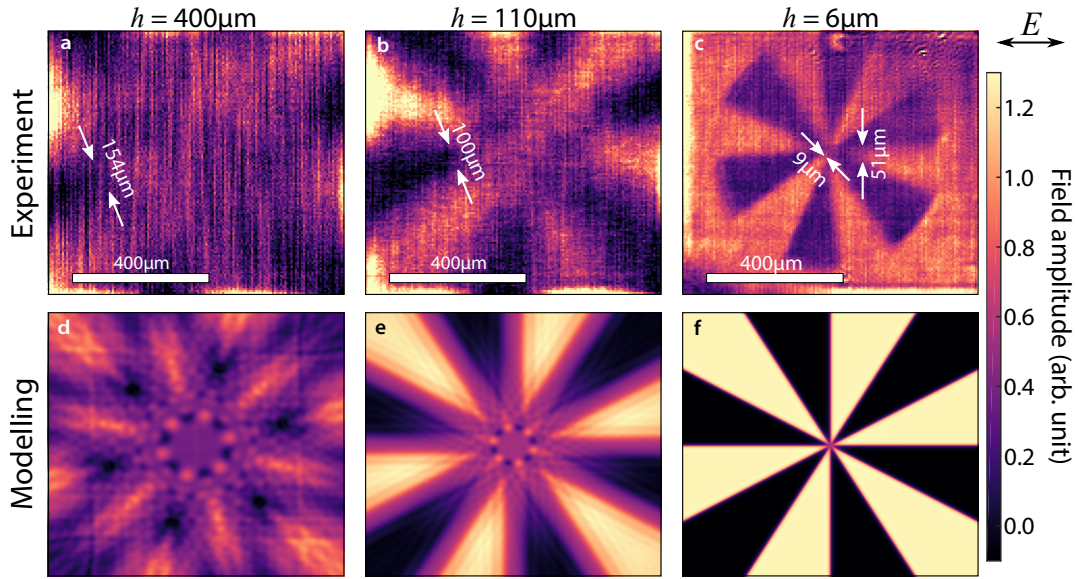 h = 400μm
h = 110μm
h = 6μm
E
Experiment
a
154μm
400μm
b
100μm
400μm
c
9μm
51μm
400μm
Modelling
d
e
f
1.2
1.0
0.8
0.6
0.4
0.2
0.0
Field amplitude (arb. unit)